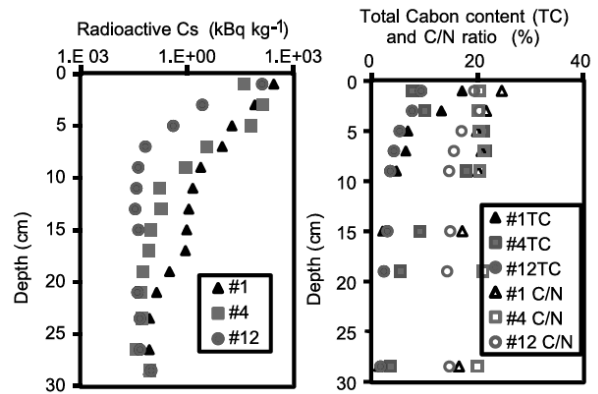 Radioactive Cs (kBq kg⁻¹)
1.E 03 1.E+00 1.E+03
0
5
10
15
20
25
30
Depth (cm)
#1
#4
#12
Total Cabon content (TC)
and C/N ratio (%)
0 20 40
0
5
10
15
20
25
30
Depth (cm)
#1TC
#4TC
#12TC
#1 C/N
#4 C/N
#12 C/N